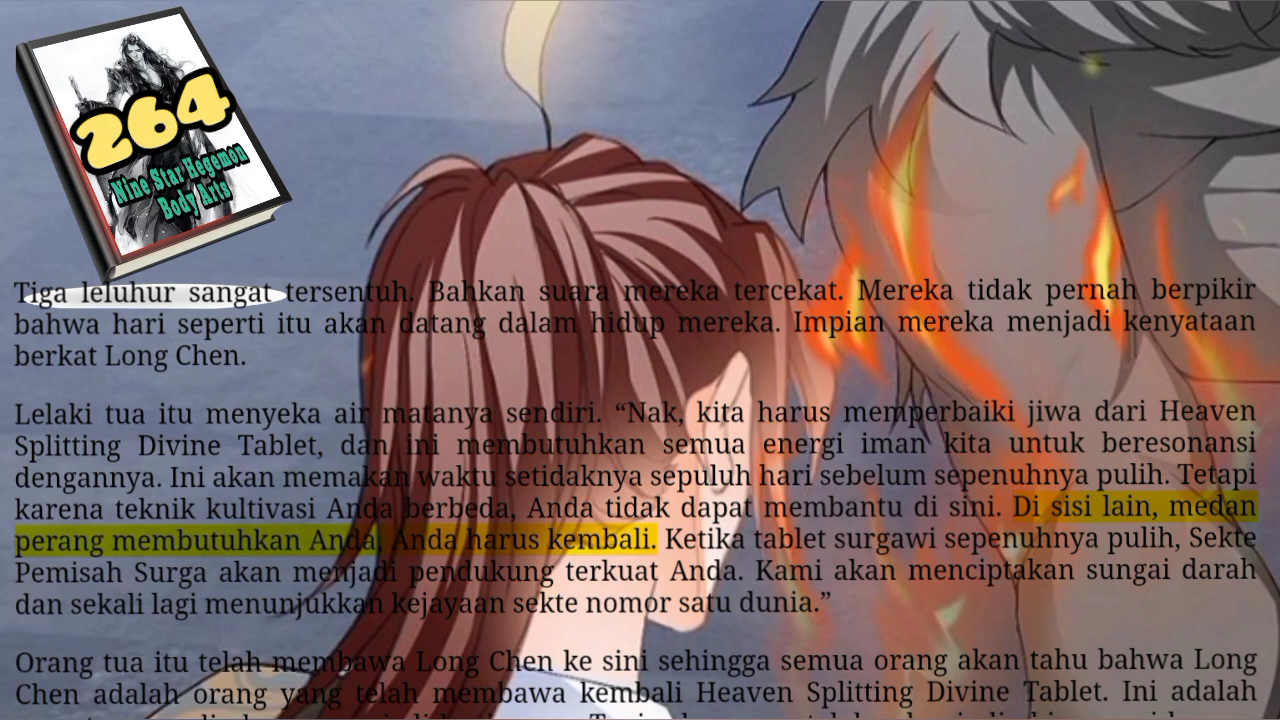 264
Nine Star Hegemon
Body Arts
Tiga leluhur sangat tersentuh. Bahkan suara mereka tercekat. Mereka tidak pernah berpikir
bahwa hari seperti itu akan datang dalam hidup mereka. Impian mereka menjadi kenyataan
berkat Long Chen.
Lelaki tua itu menyeka air matanya sendiri. “Nak, kita harus memperbaiki jiwa dari Heaven
Splitting Divine Tablet, dan ini membutuhkan semua energi iman kita untuk beresonansi
dengannya. Ini akan memakan waktu setidaknya sepuluh hari sebelum sepenuhnya pulih. Tetapi
karena teknik kultivasi Anda berbeda, Anda tidak dapat membantu di sini. Di sisi lain, medan
perang membutuhkan Anda, Anda harus kembali. Ketika tablet surgawi sepenuhnya pulih, Sekte
Pemisah Surga akan menjadi pendukung terkuat Anda. Kami akan menciptakan sungai darah
dan sekali lagi menunjukkan kejayaan sekte nomor satu dunia.”
Orang tua itu telah membawa Long Chen ke sini sehingga semua orang akan tahu bahwa Long
Chen adalah orang yang telah membawa kembali Heaven Splitting Divine Tablet. Ini adalah